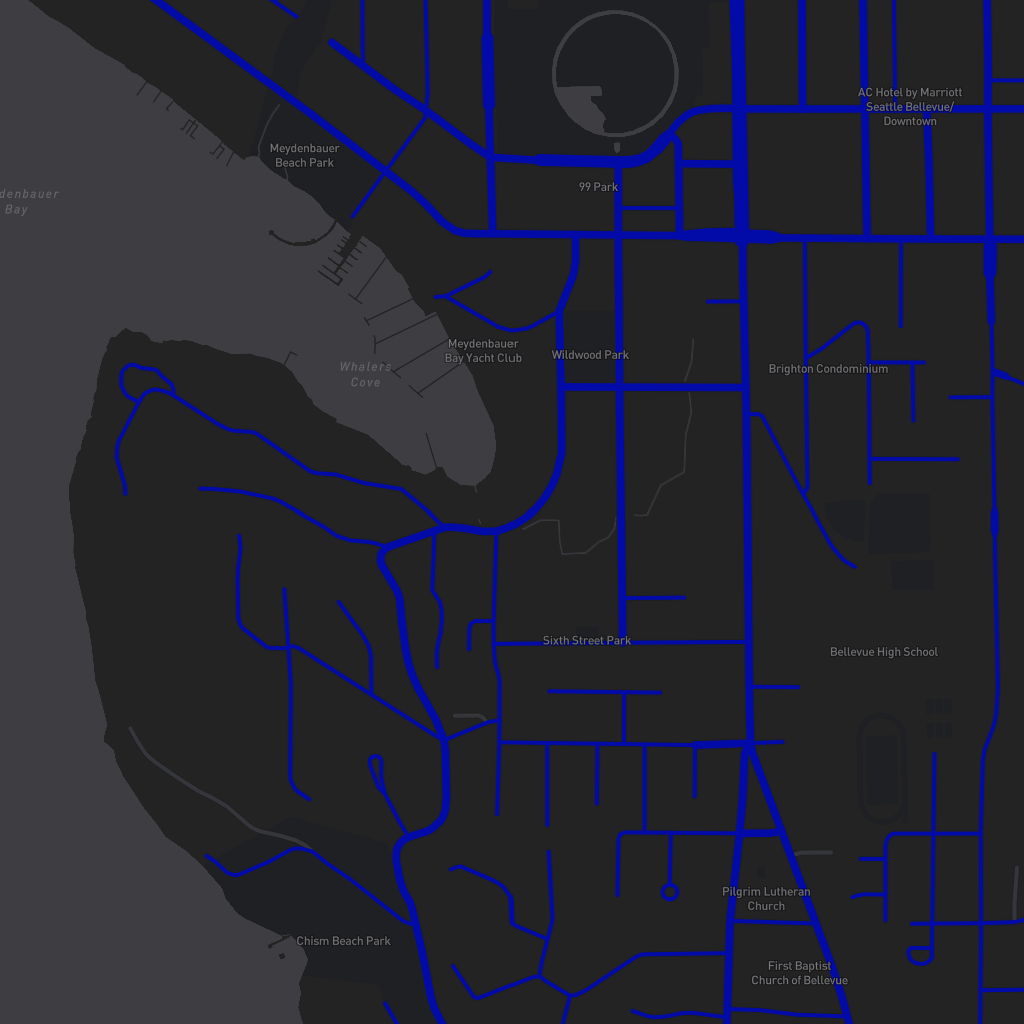 AC Hotel by Marriott
Seattle Bellevue/
Downtown
Meydenbauer
Beach Park
99 Park
denbauer
Bay
Meydenbauer
Bay Yacht Club
Wildwood Park
Whalers
Cove
Brighton Condominium
Sixth Street Park
Bellevue High School
Pilgrim Lutheran
Church
Chism Beach Park
First Baptist
Church of Bellevue